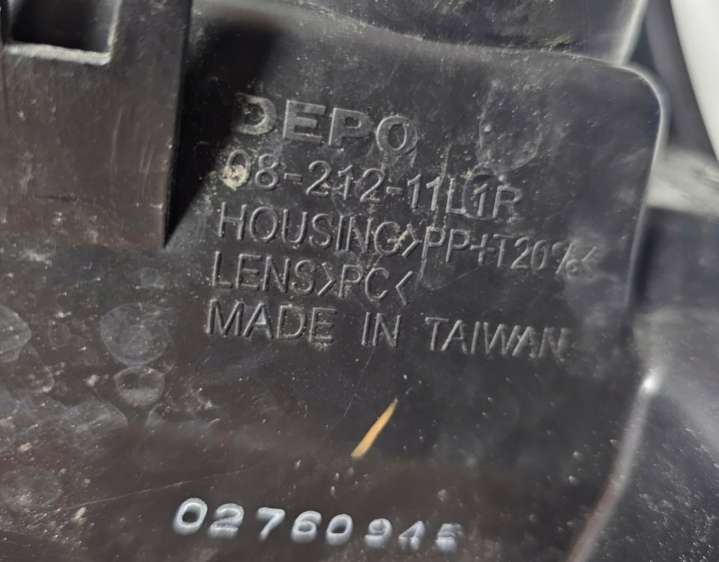 DEPO
08-212-11L1R
HOUSING>PP+T20%<
LENS>PC<
MADE IN TAIWAN
02760945